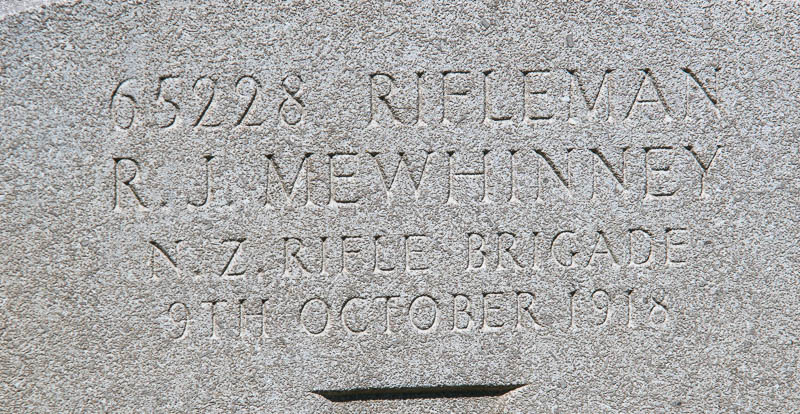 65228 RIFLEMAN
R. J. MEWHINNEY
N. Z. RIFLE BRIGADE
9TH OCTOBER 1918